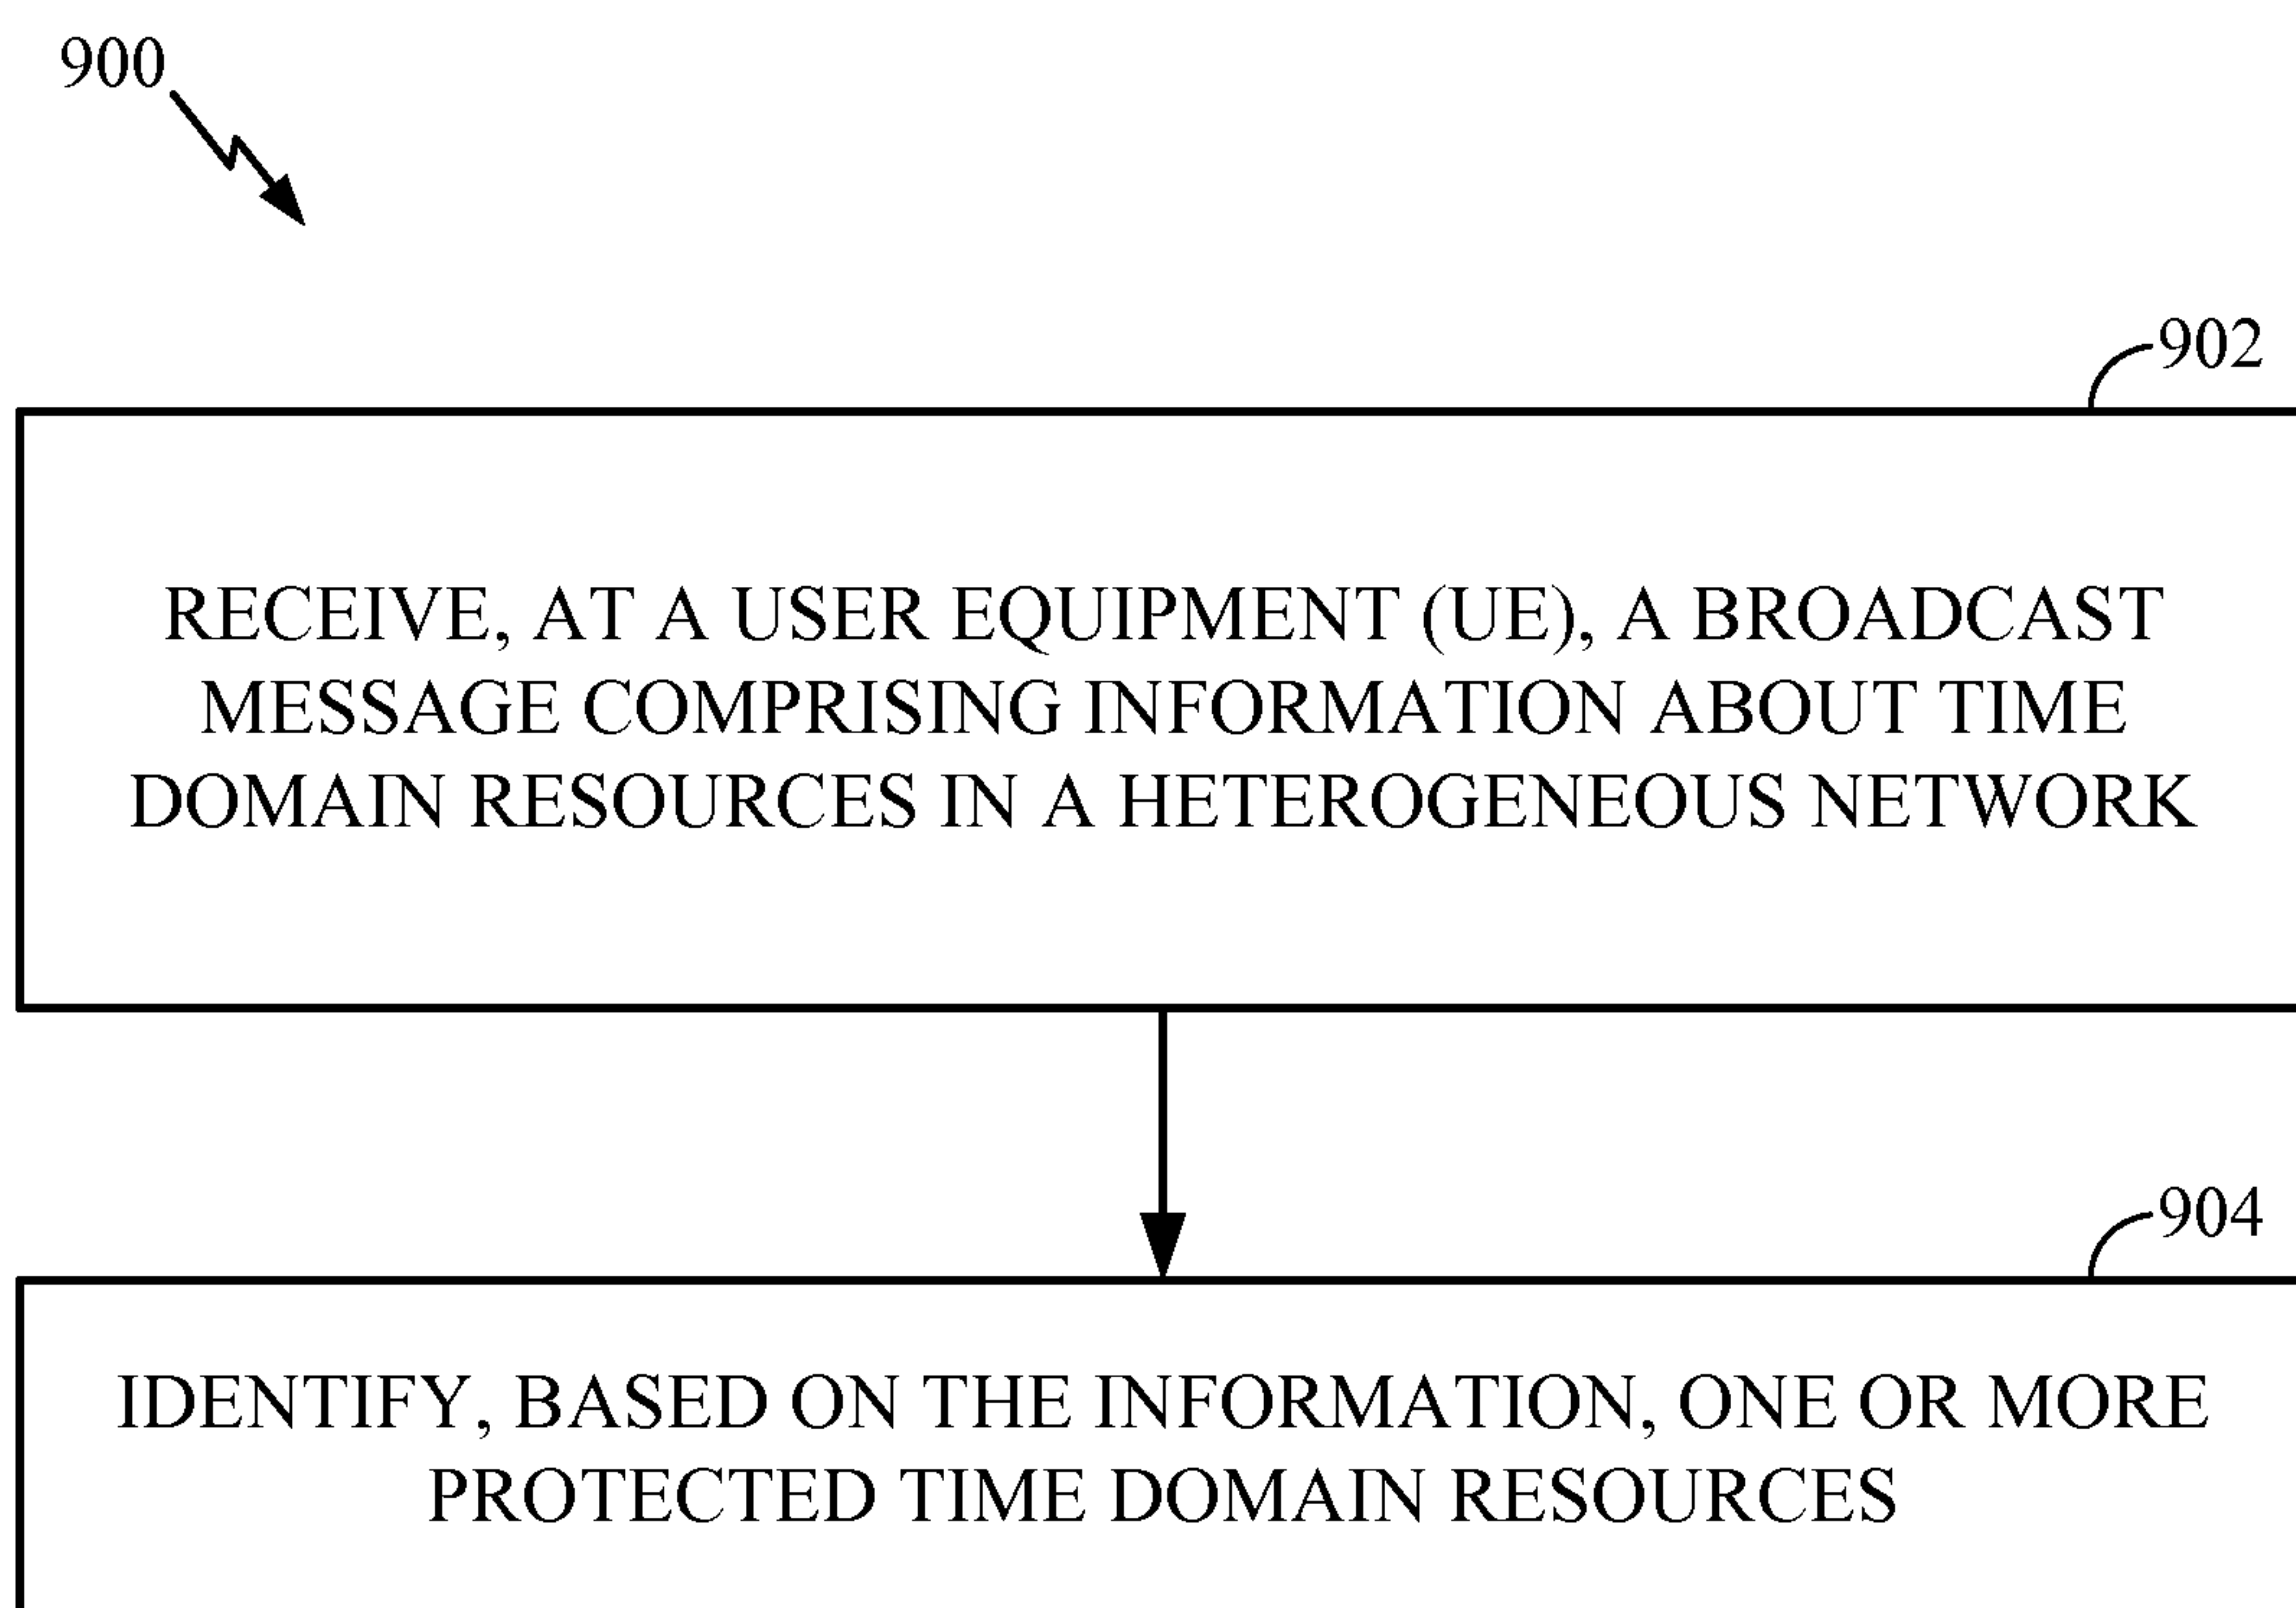 900
902
RECEIVE, AT A USER EQUIPMENT (UE), A BROADCAST
MESSAGE COMPRISING INFORMATION ABOUT TIME
DOMAIN RESOURCES IN A HETEROGENEOUS NETWORK
904
IDENTIFY, BASED ON THE INFORMATION, ONE OR MORE
PROTECTED TIME DOMAIN RESOURCES